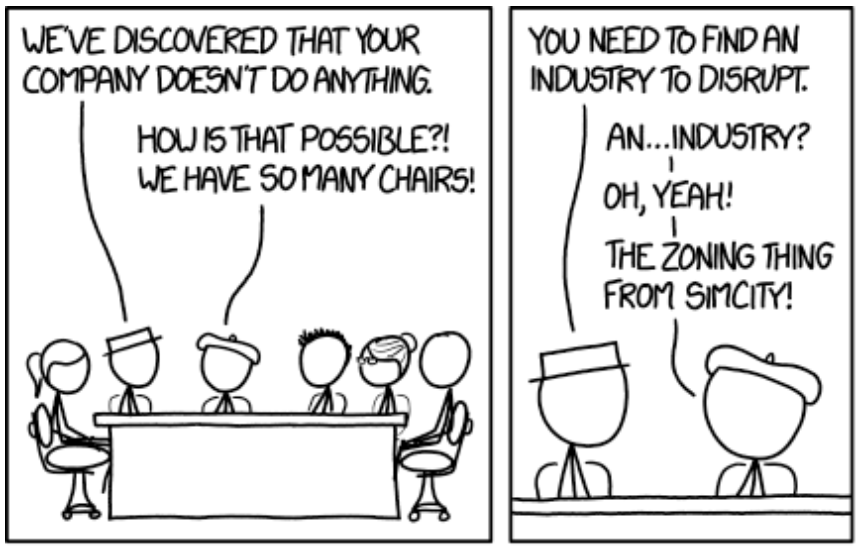 WE'VE DISCOVERED THAT YOUR
COMPANY DOESN'T DO ANYTHING.
HOW IS THAT POSSIBLE?!
WE HAVE SO MANY CHAIRS!
YOU NEED TO FIND AN
INDUSTRY TO DISRUPT.
AN...INDUSTRY?
OH, YEAH!
THE ZONING THING
FROM SIMCITY!